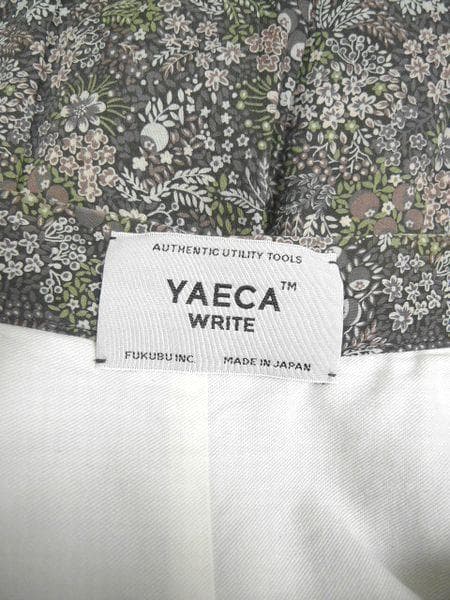 AUTHENTIC UTILITY TOOLS
YAECA™
WRITE
FUKUBU INC. MADE IN JAPAN